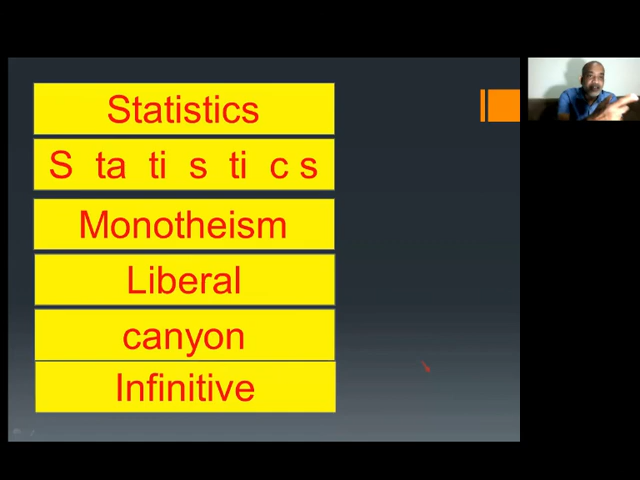 Statistics
S ta ti s ti c s
Monotheism
Liberal
canyon
Infinitive